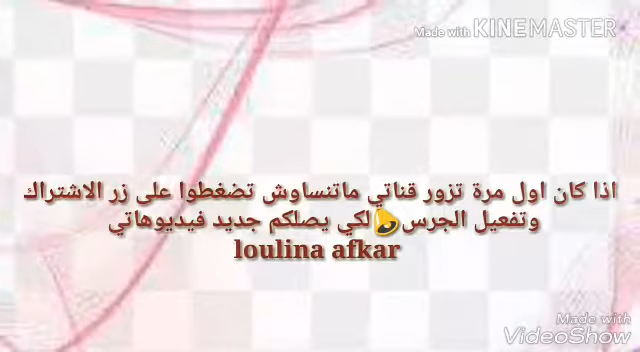 Made with KINEMASTER
اذا كان اول مرة تزور قناتي ماتنساوش تضغطوا على زر الاشتراك
وتفعيل الجرس🔔لكي يصلكم جديد فيديوهاتي
loulina afkar
Made with
VideoShow